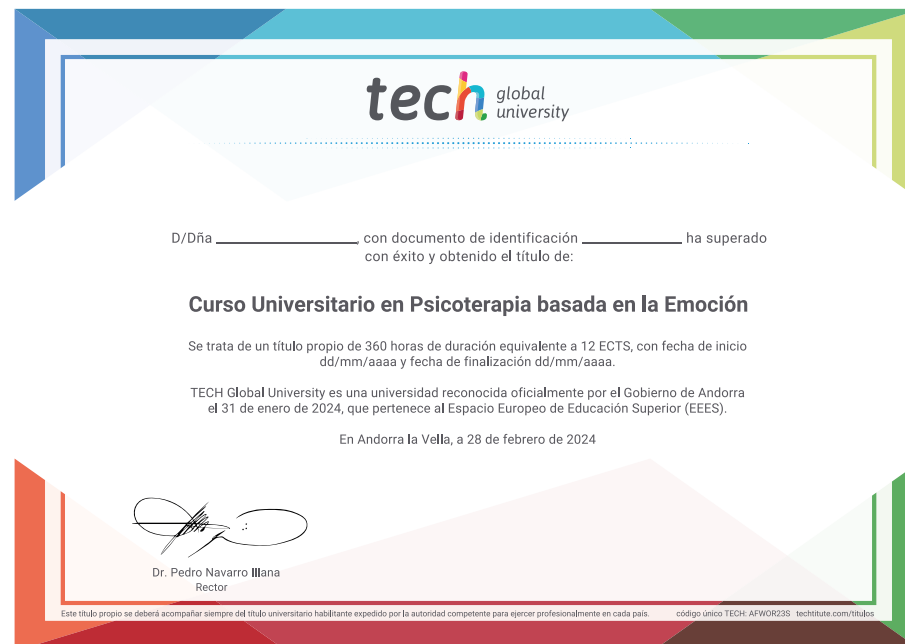 tech global university
D/Dña ____________________, con documento de identificación ______________ ha superado
con éxito y obtenido el título de:
Curso Universitario en Psicoterapia basada en la Emoción
Se trata de un título propio de 360 horas de duración equivalente a 12 ECTS, con fecha de inicio
dd/mm/aaaa y fecha de finalización dd/mm/aaaa.
TECH Global University es una universidad reconocida oficialmente por el Gobierno de Andorra
el 31 de enero de 2024, que pertenece al Espacio Europeo de Educación Superior (EEES).
En Andorra la Vella, a 28 de febrero de 2024
Dr. Pedro Navarro Illana
Rector
Este título propio se deberá acompañar siempre del título universitario habilitante expedido por la autoridad competente para ejercer profesionalmente en cada país. código único TECH: AFWOR23S techtitute.com/titulos